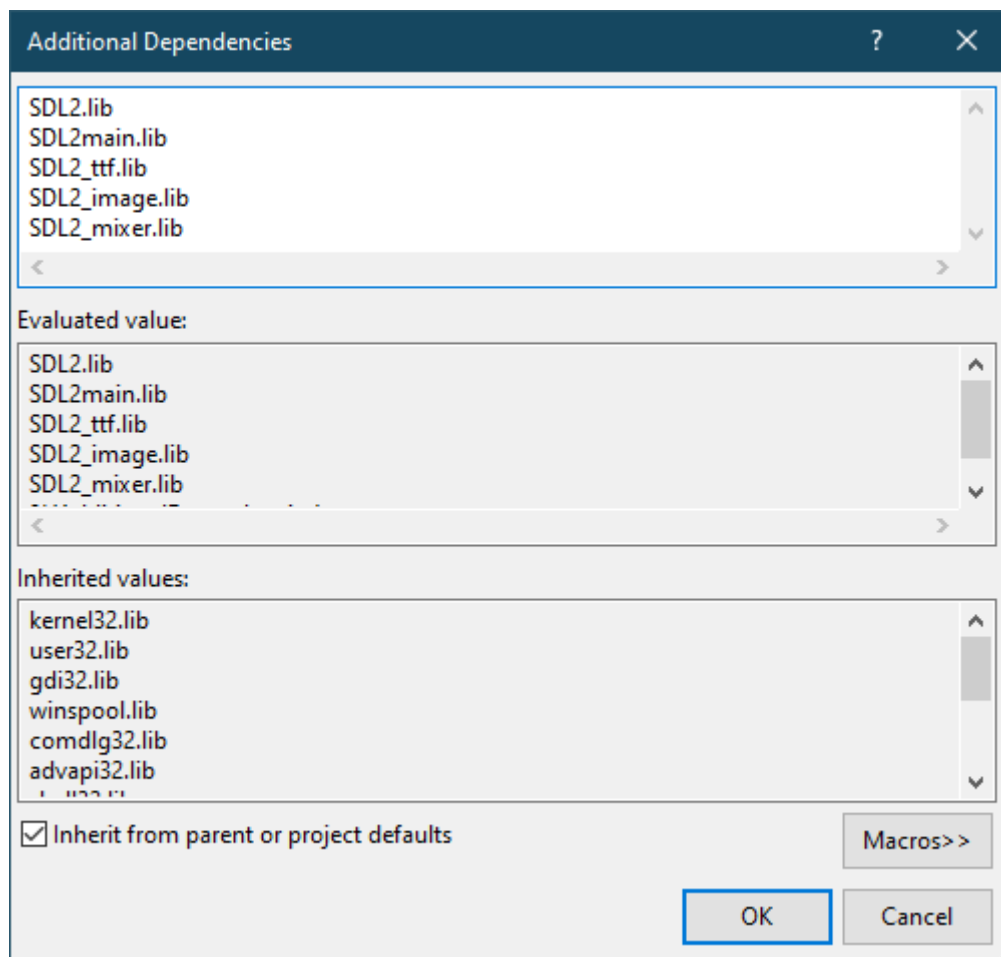 Additional Dependencies
SDL2.lib
SDL2main.lib
SDL2_ttf.lib
SDL2_image.lib
SDL2_mixer.lib
Evaluated value:
SDL2.lib
SDL2main.lib
SDL2_ttf.lib
SDL2_image.lib
SDL2_mixer.lib
Inherited values:
kernel32.lib
user32.lib
gdi32.lib
winspool.lib
comdlg32.lib
advapi32.lib
Inherit from parent or project defaults
Macros>>
OK Cancel